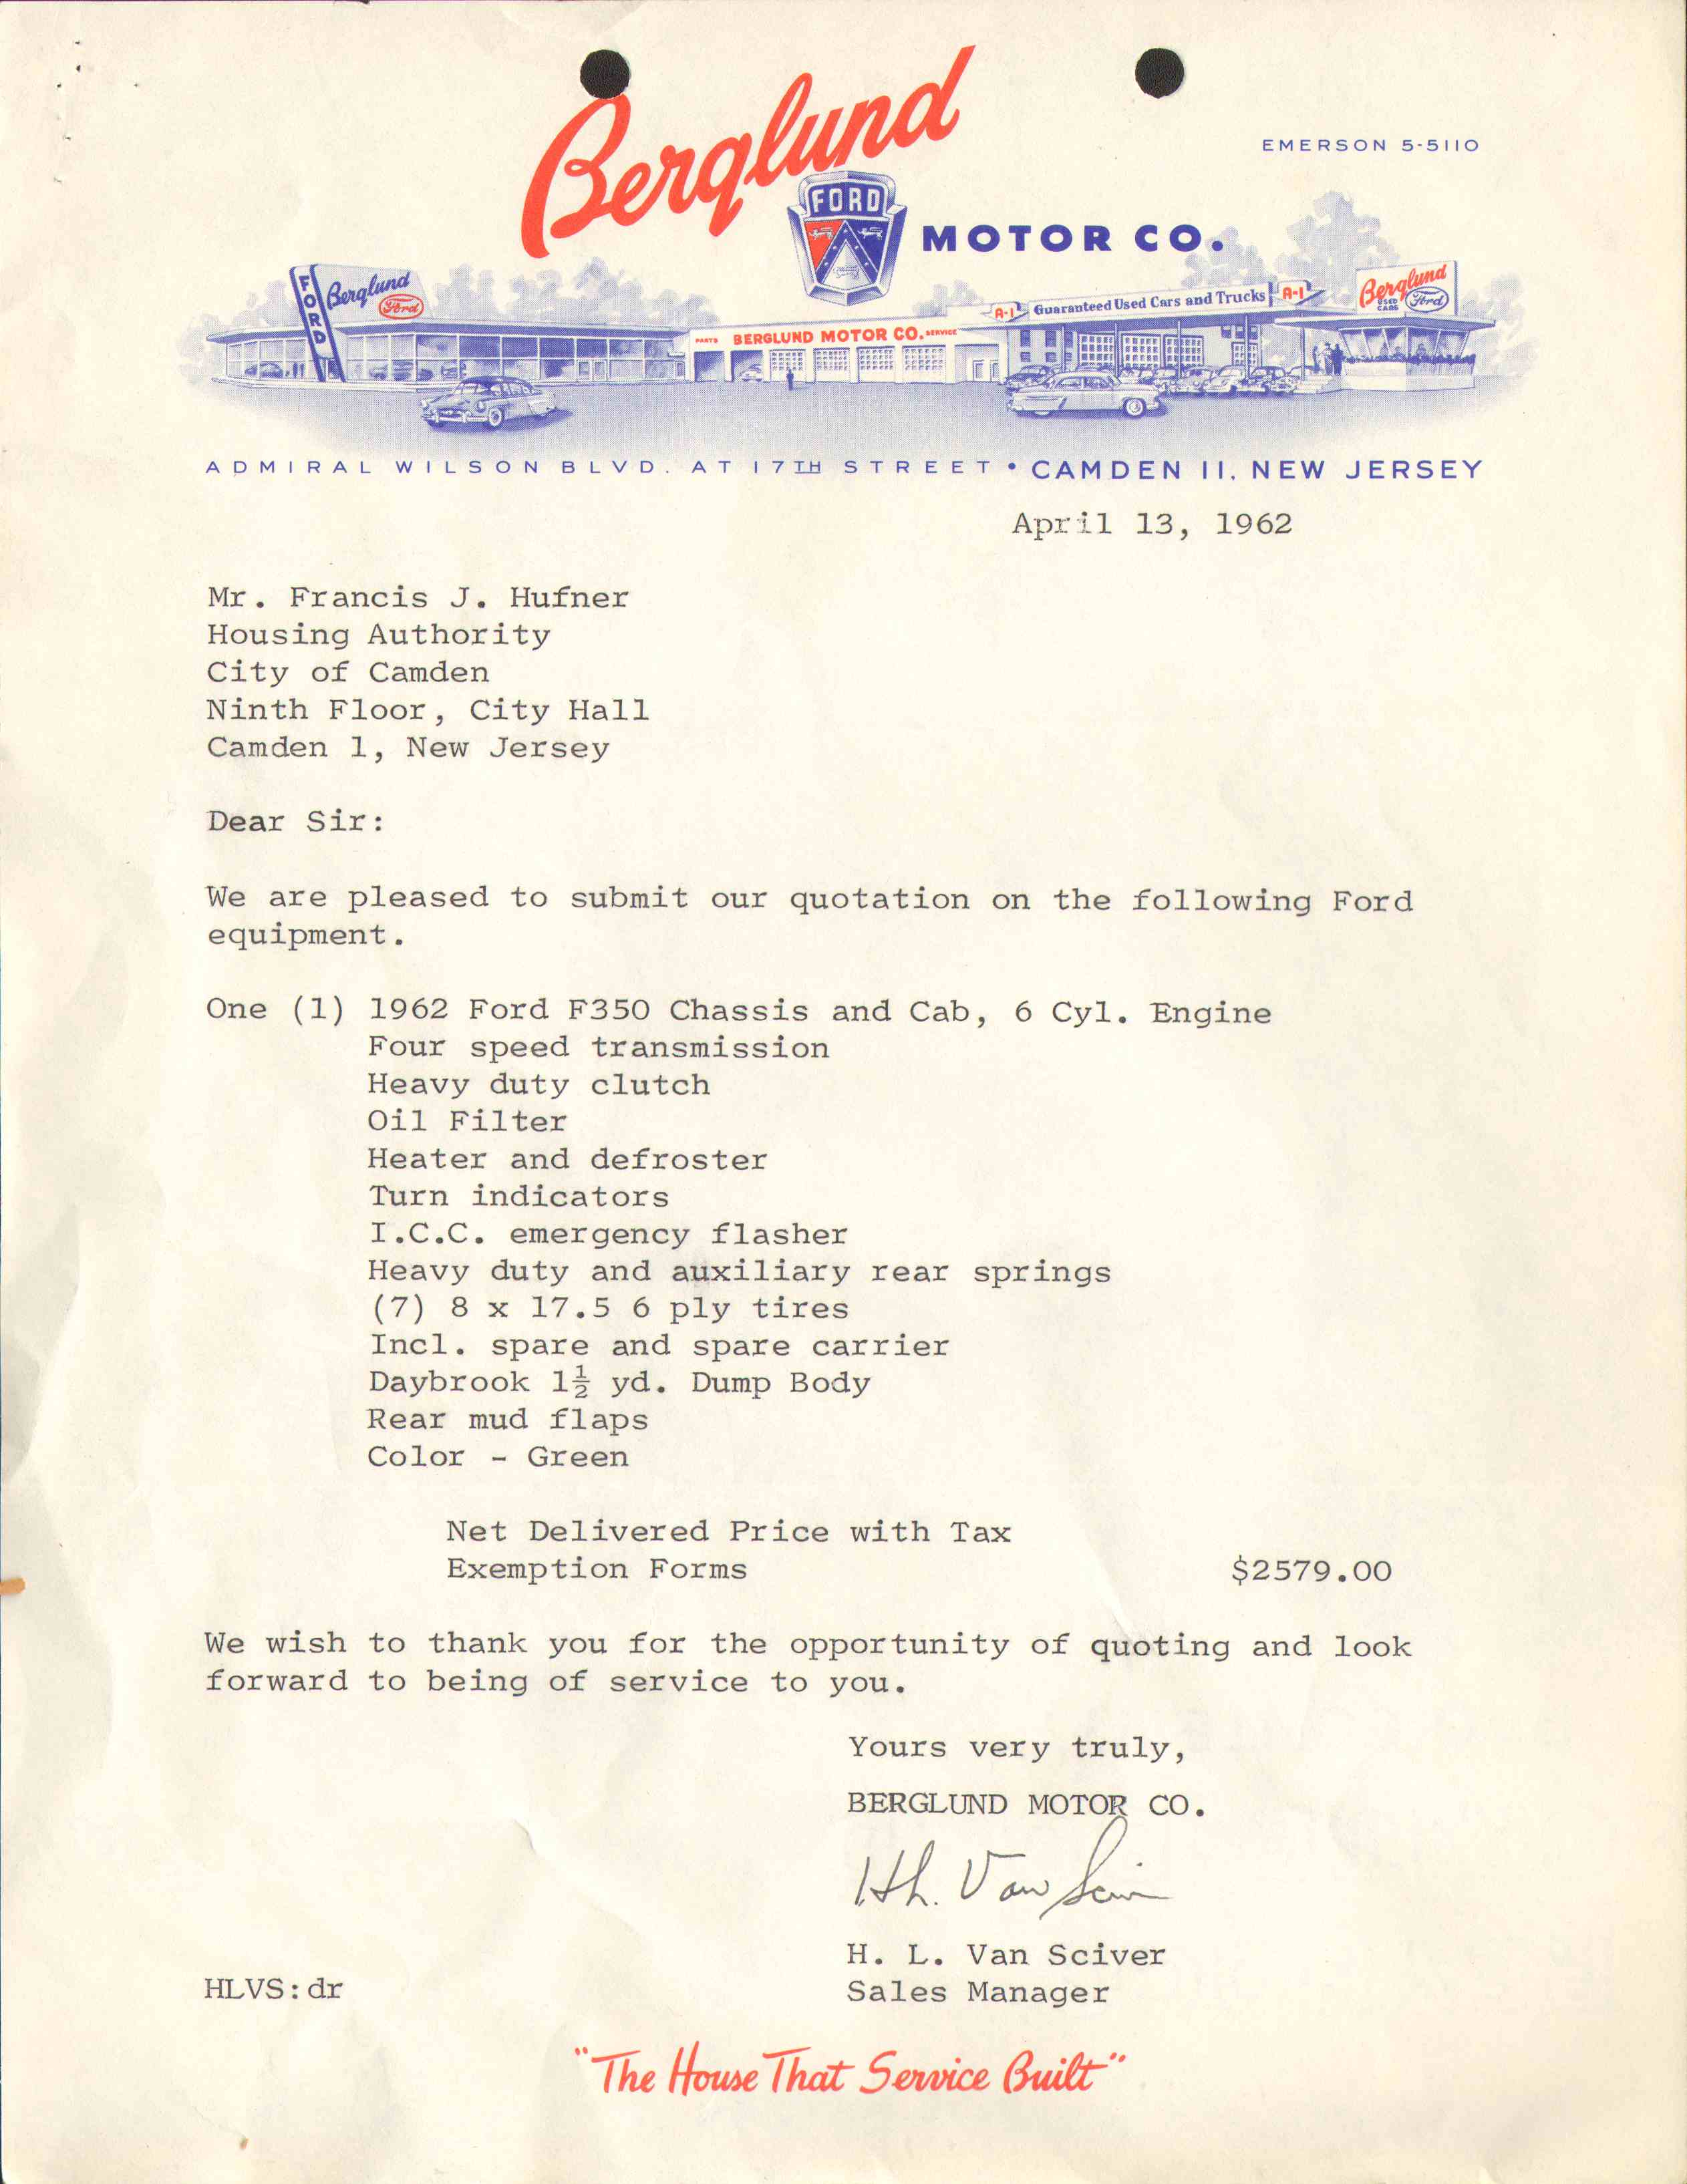 Berglund
EMERSON 5-5110
FORD
MOTOR CO.
FORD
Berglund
Ford
PARTS BERGLUND MOTOR CO. SERVICE
A-1 Guaranteed Used Cars and Trucks A-1
Berglund
USED CARS Ford
ADMIRAL WILSON BLVD. AT 17TH STREET • CAMDEN 11, NEW JERSEY
April 13, 1962
Mr. Francis J. Hufner
Housing Authority
City of Camden
Ninth Floor, City Hall
Camden 1, New Jersey
Dear Sir:
We are pleased to submit our quotation on the following Ford
equipment.
One (1) 1962 Ford F350 Chassis and Cab, 6 Cyl. Engine
Four speed transmission
Heavy duty clutch
Oil Filter
Heater and defroster
Turn indicators
I.C.C. emergency flasher
Heavy duty and auxiliary rear springs
(7) 8 x 17.5 6 ply tires
Incl. spare and spare carrier
Daybrook 1½ yd. Dump Body
Rear mud flaps
Color - Green
Net Delivered Price with Tax
Exemption Forms $2579.00
We wish to thank you for the opportunity of quoting and look
forward to being of service to you.
Yours very truly,
BERGLUND MOTOR CO.
H. L. Van Sciver
HLVS:dr Sales Manager
"The House That Service Built"